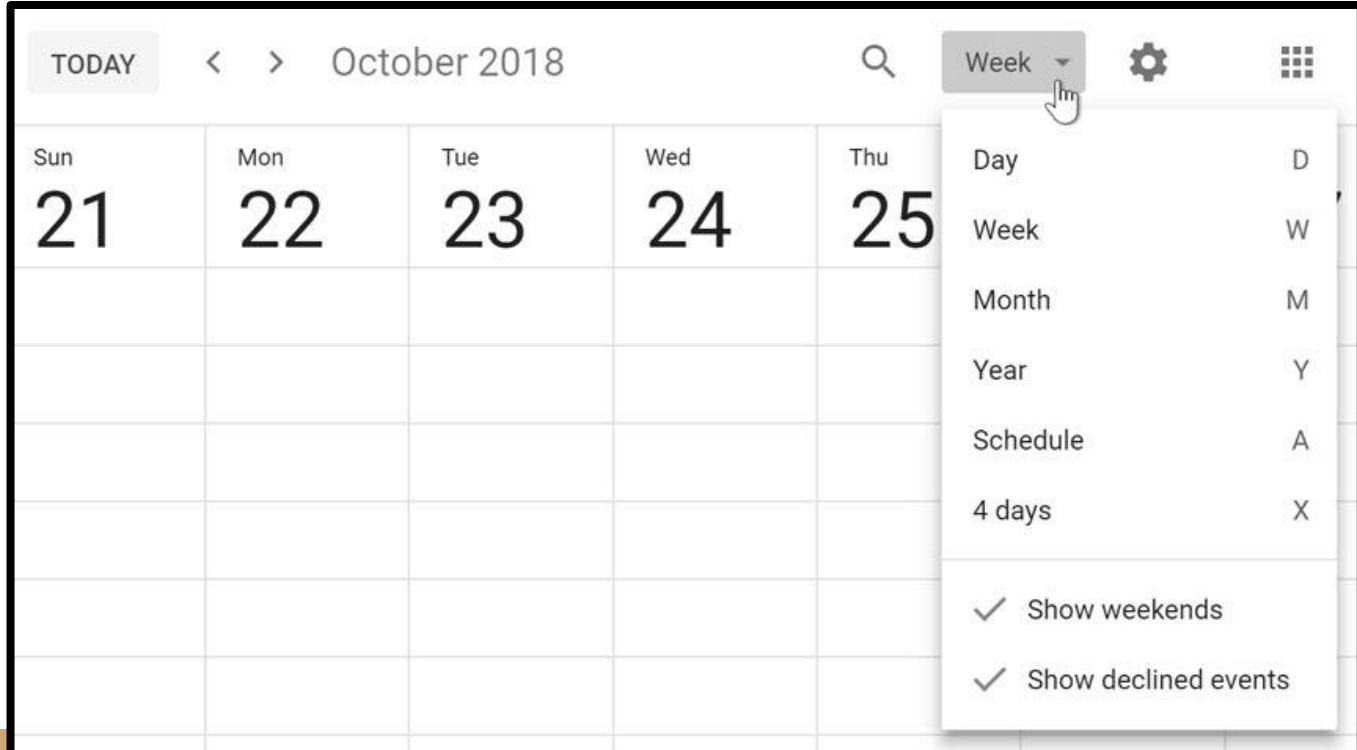 TODAY < > October 2018 Week
Sun Mon Tue Wed Thu
21 22 23 24 25
Day D
Week W
Month M
Year Y
Schedule A
4 days X
Show weekends
Show declined events